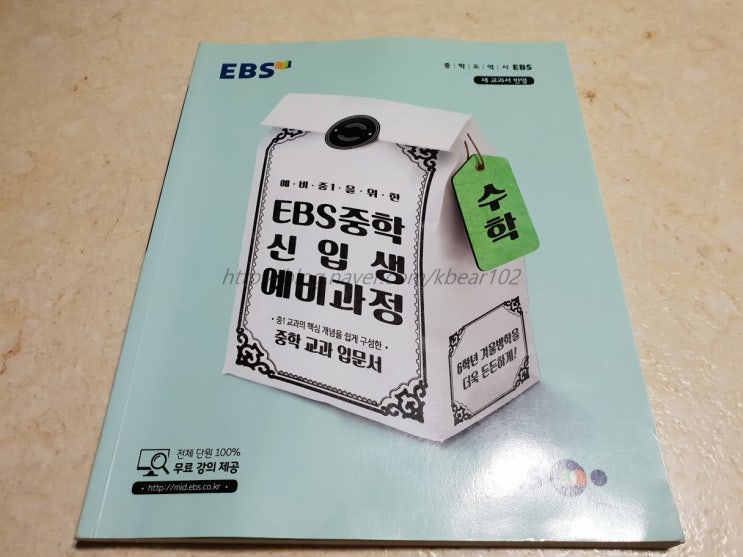 EBS
중|학|도|역|시 EBS
새 교과서 반영
예·비·중1·을·위·한
EBS중학
신입생
예비과정
• 중1 교과의 핵심 개념을 쉽게 구성한 •
중학 교과 입문서
수학
6학년 겨울방학을
더욱 든든하게!
전체 단원 100%
무료 강의 제공
• http://mid.ebs.co.kr •